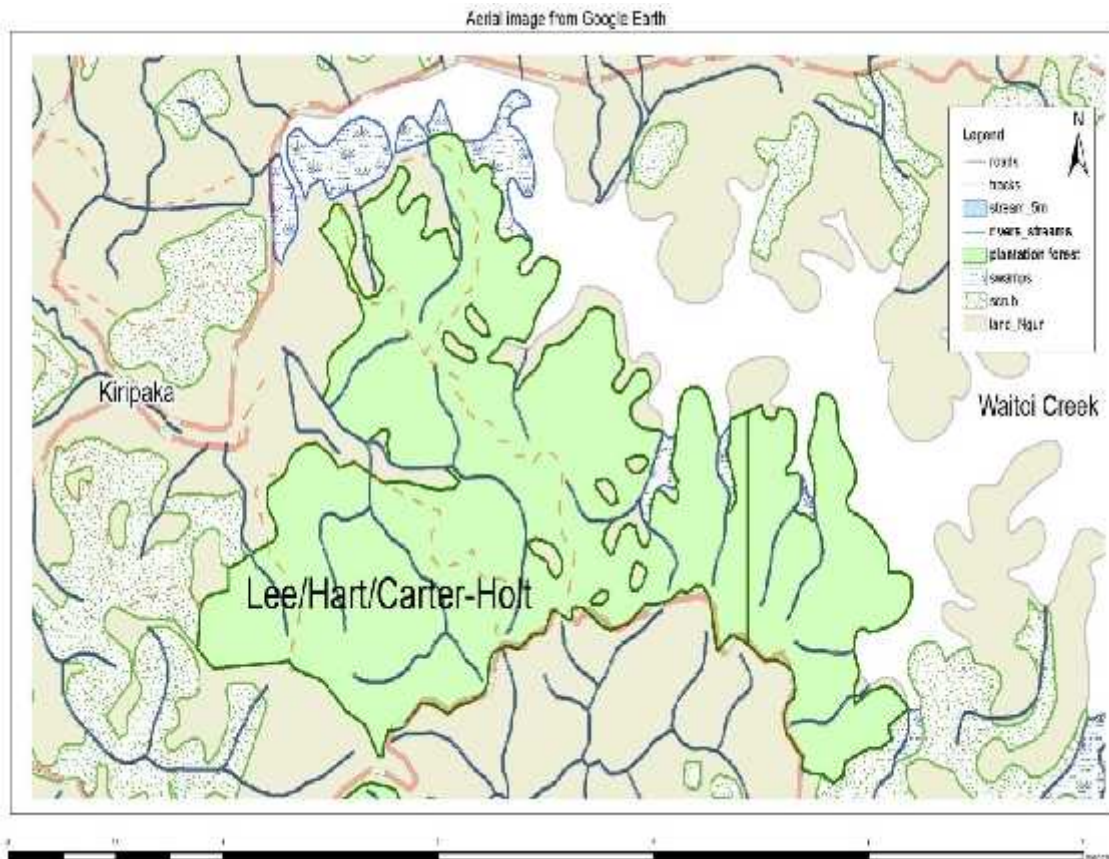 Aerial image from Google Earth
N
Legend
roads
tracks
stream_5m
rivers_streams
plantation forest
swamps
scrub
Kiripaka
Waitoi Creek
Lee/Hart/Carter-Holt